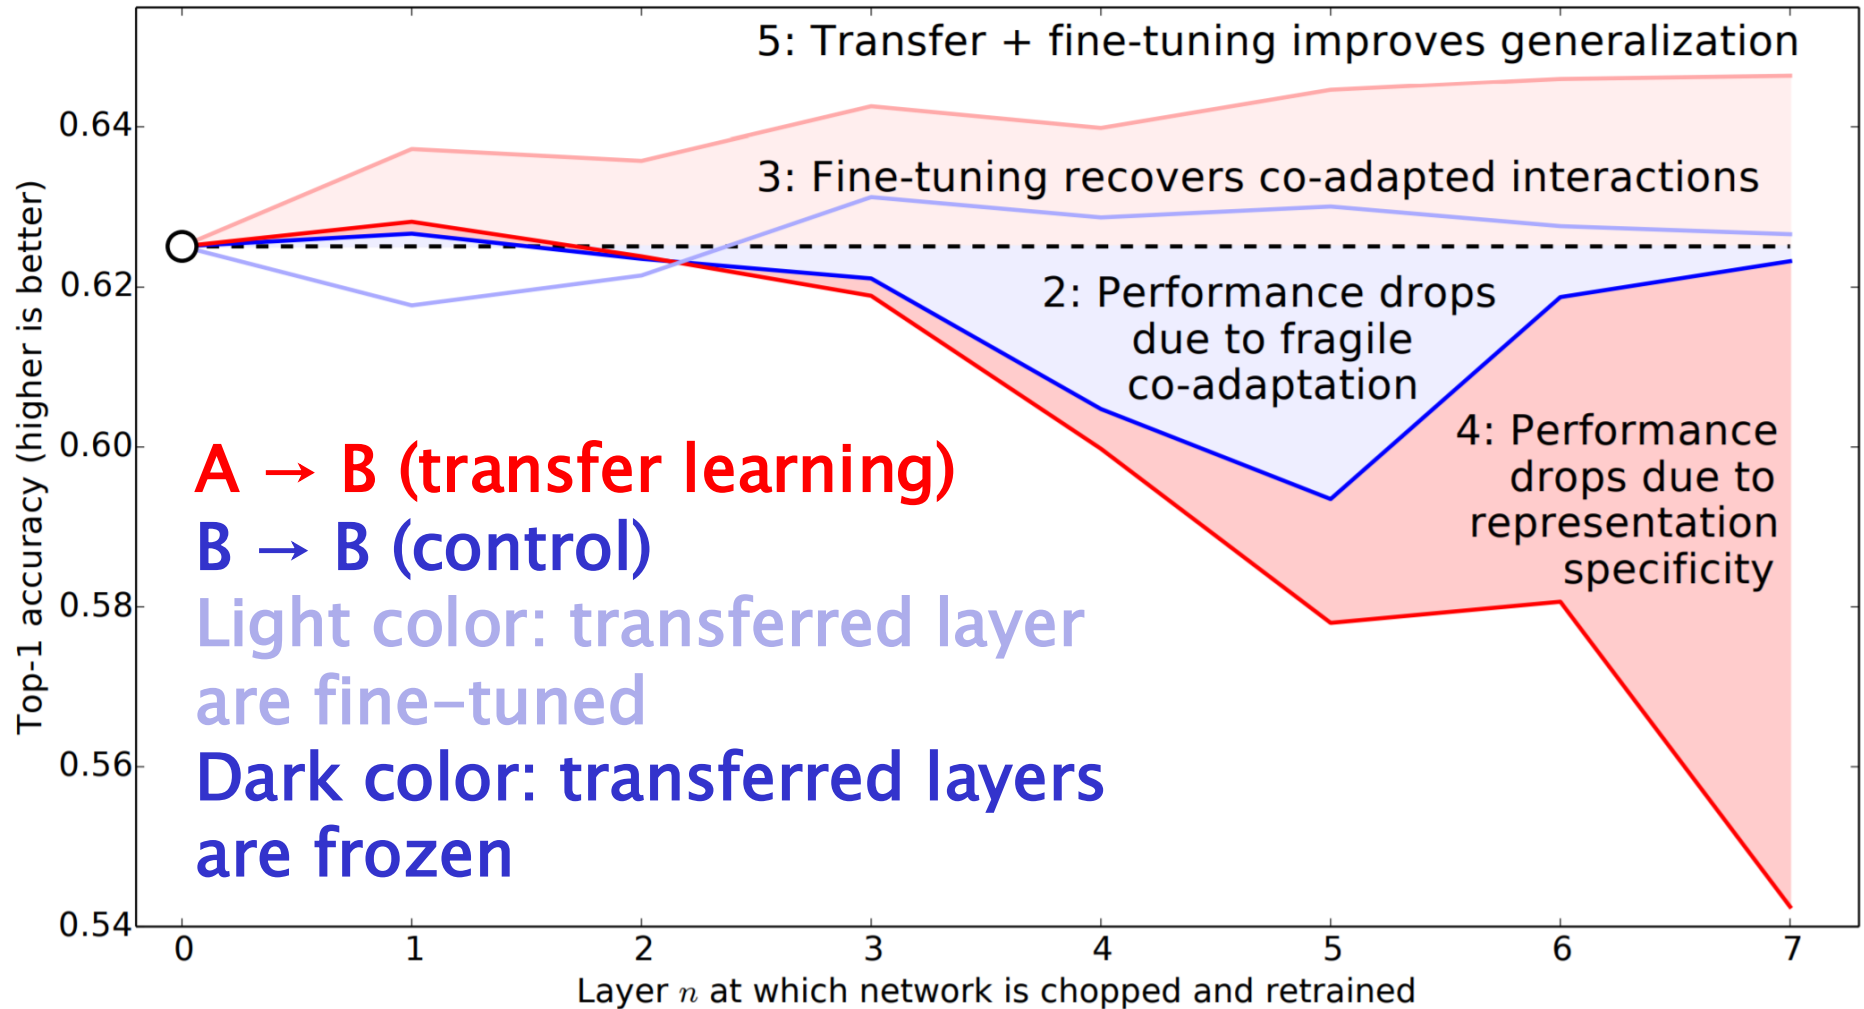 5: Transfer + fine-tuning improves generalization
3: Fine-tuning recovers co-adapted interactions
2: Performance drops
due to fragile
co-adaptation
4: Performance
drops due to
representation
specificity
A → B (transfer learning)
B → B (control)
Light color: transferred layer
are fine-tuned
Dark color: transferred layers
are frozen
Top-1 accuracy (higher is better)
0.64
0.62
0.60
0.58
0.56
0.54
0 1 2 3 4 5 6 7
Layer n at which network is chopped and retrained